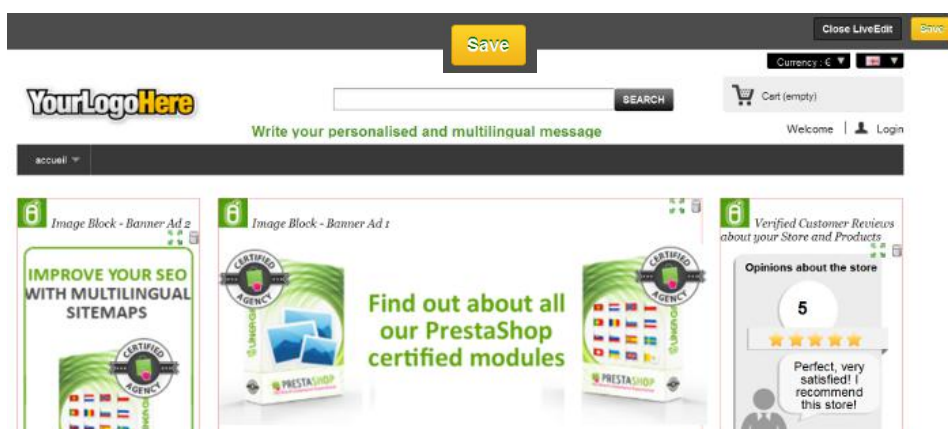 Close LiveEdit
Save
Save
Currency : €
YourLogoHere
SEARCH
Cart (empty)
Write your personalised and multilingual message
Welcome
Login
accueil
Image Block - Banner Ad 2
IMPROVE YOUR SEO
WITH MULTILINGUAL
SITEMAPS
CERTIFIED
AGENCY
Image Block - Banner Ad 1
CERTIFIED
AGENCY
PRESTASHOP
Find out about all
our PrestaShop
certified modules
CERTIFIED
AGENCY
PRESTASHOP
Verified Customer Reviews
about your Store and Products
Opinions about the store
5
Perfect, very
satisfied! I
recommend
this store!